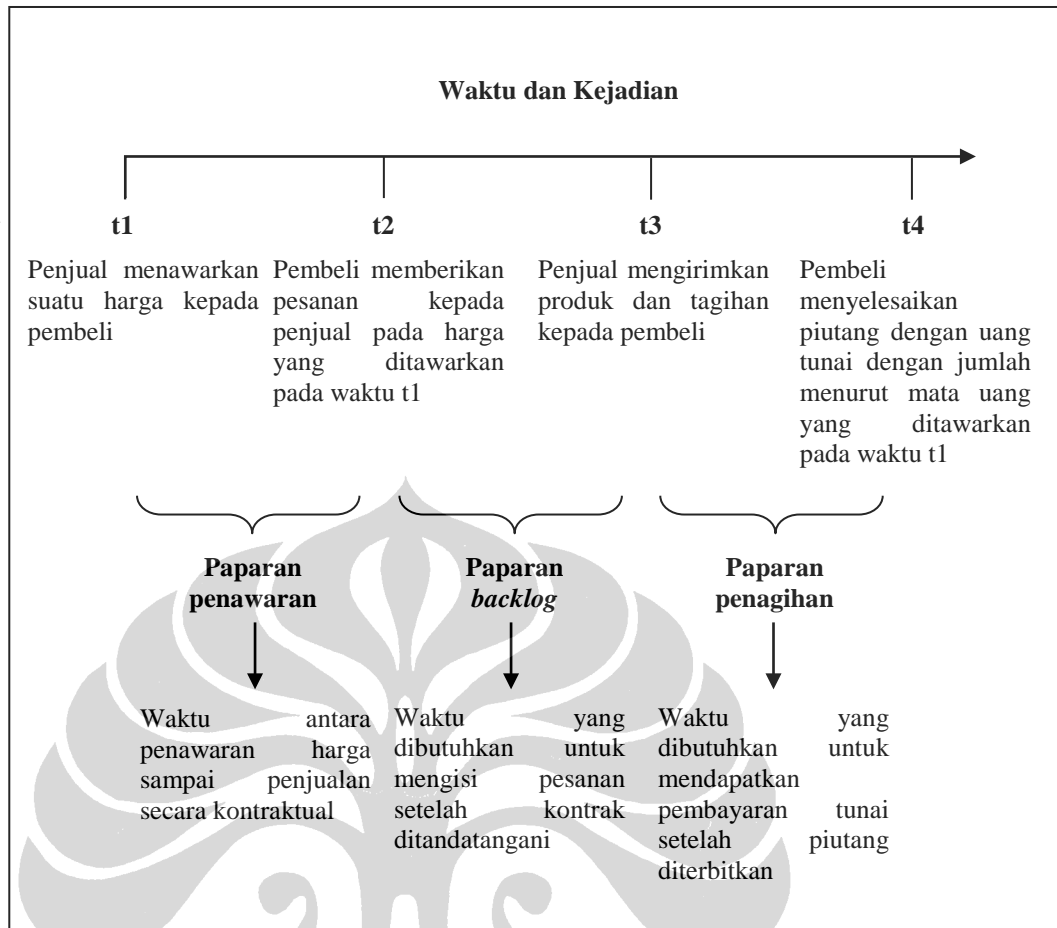 Waktu dan Kejadian
t1
t2
t3
t4
Penjual menawarkan
suatu harga kepada
pembeli
Pembeli memberikan
pesanan kepada
penjual pada harga
yang ditawarkan
pada waktu t1
Penjual mengirimkan
produk dan tagihan
kepada pembeli
Pembeli
menyelesaikan
piutang dengan uang
tunai dengan jumlah
menurut mata uang
yang ditawarkan
pada waktu t1
Paparan
penawaran
Paparan
backlog
Paparan
penagihan
Waktu antara
penawaran harga
sampai penjualan
secara kontraktual
Waktu yang
dibutuhkan untuk
mengisi pesanan
setelah kontrak
ditandatangani
Waktu yang
dibutuhkan untuk
mendapatkan
pembayaran tunai
setelah piutang
diterbitkan